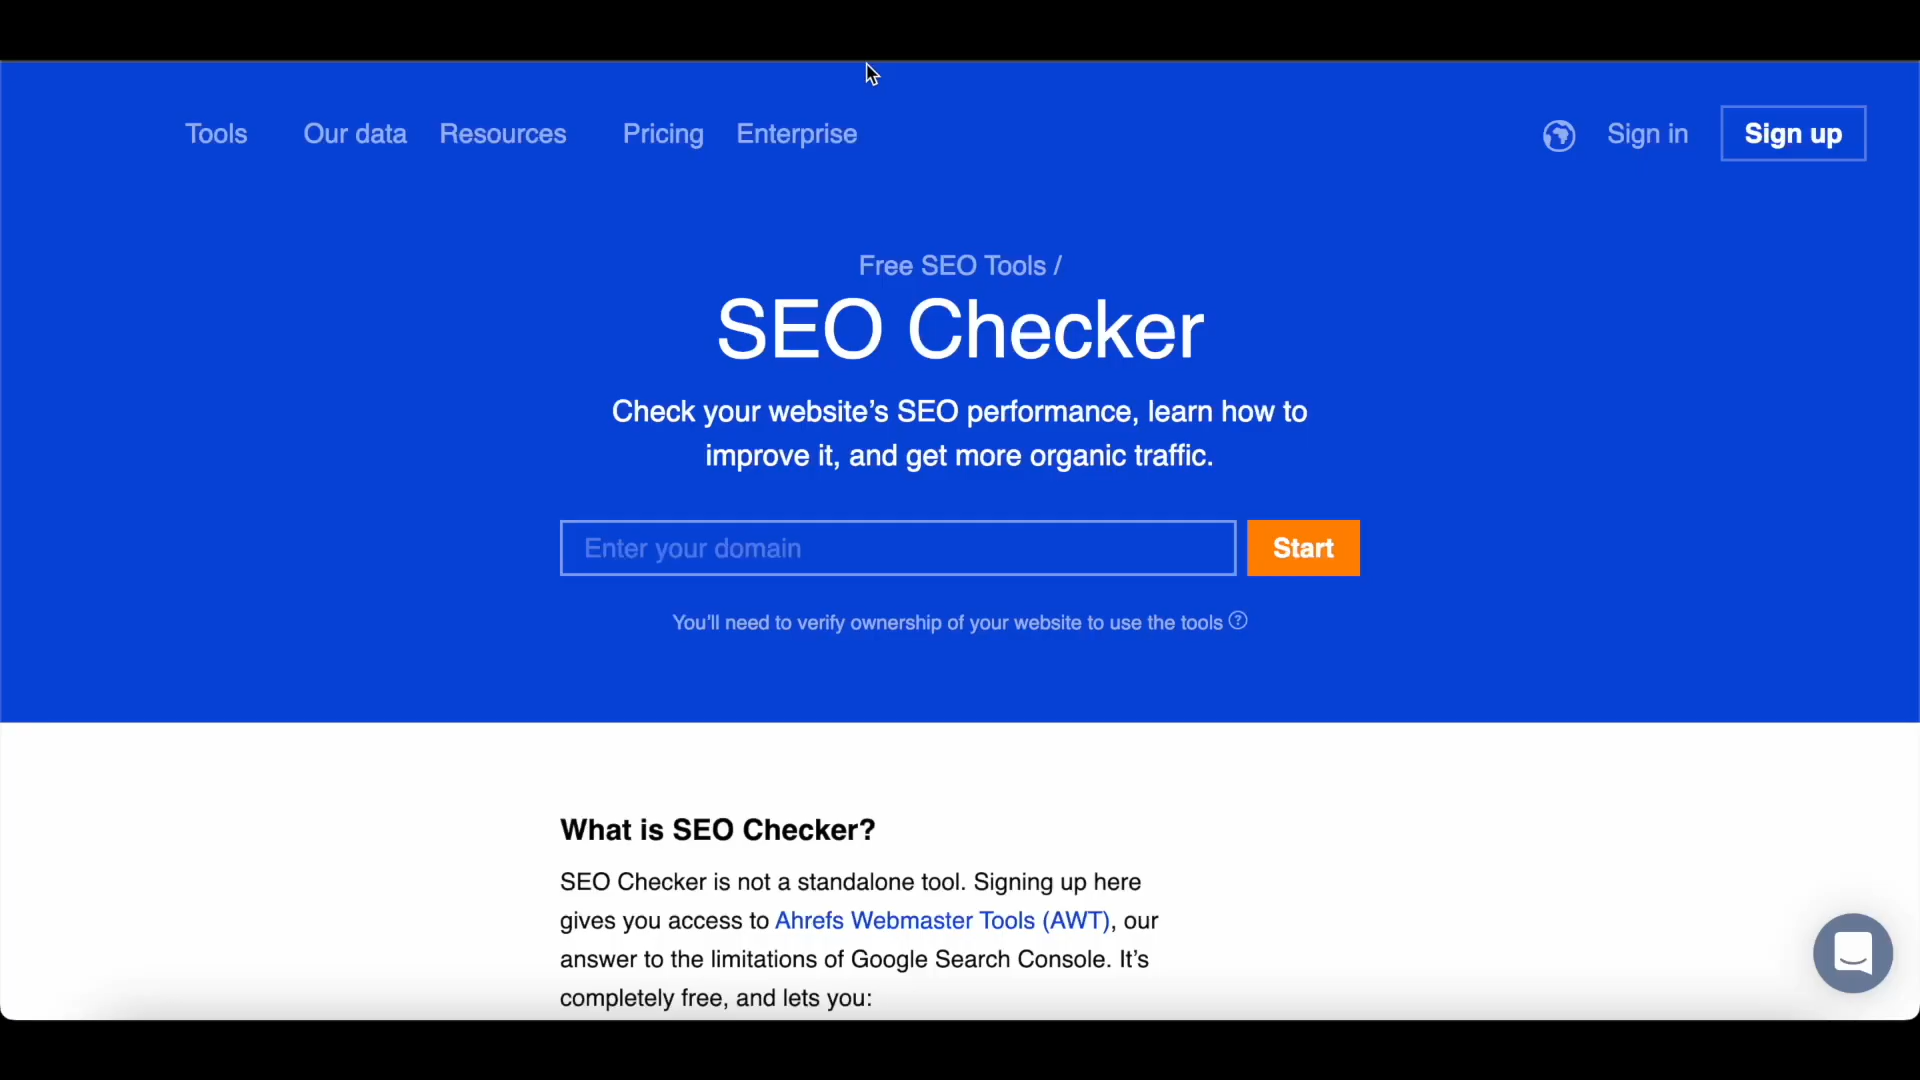 Tools Our data Resources Pricing Enterprise Sign in Sign up
Free SEO Tools /
SEO Checker
Check your website’s SEO performance, learn how to
improve it, and get more organic traffic.
Enter your domain Start
You'll need to verify ownership of your website to use the tools ?
What is SEO Checker?
SEO Checker is not a standalone tool. Signing up here
gives you access to Ahrefs Webmaster Tools (AWT), our
answer to the limitations of Google Search Console. It’s
completely free, and lets you: